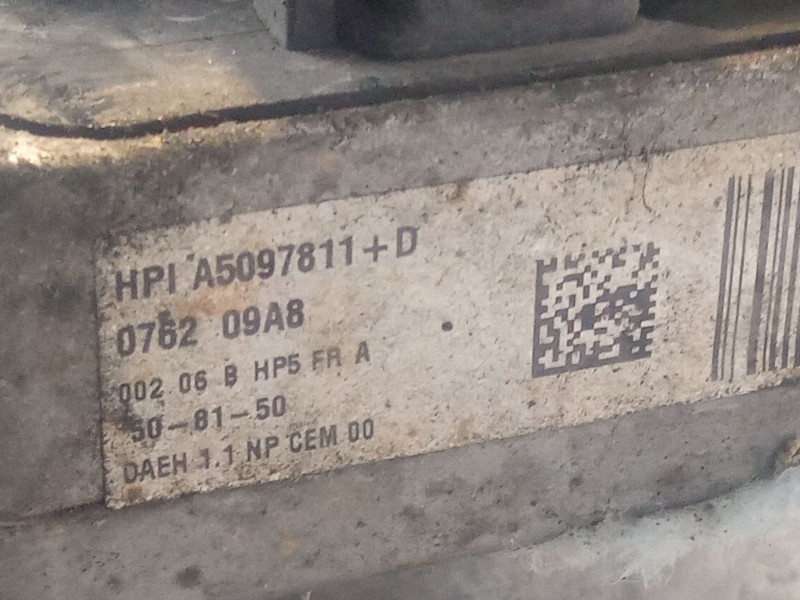 HPI A5097811+D
0762 09A8
002 06 B HP5 FR A
50-81-50
DAEH 1.1 NP CEM 00